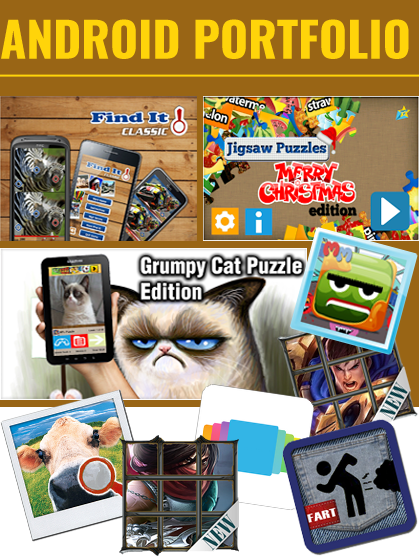 ANDROID PORTFOLIO
Find It
CLASSIC
Find It
Jigsaw Puzzles
MERRY
CHRISTMAS
edition
Grumpy Cat Puzzle
Edition
NEW
NEW
FART